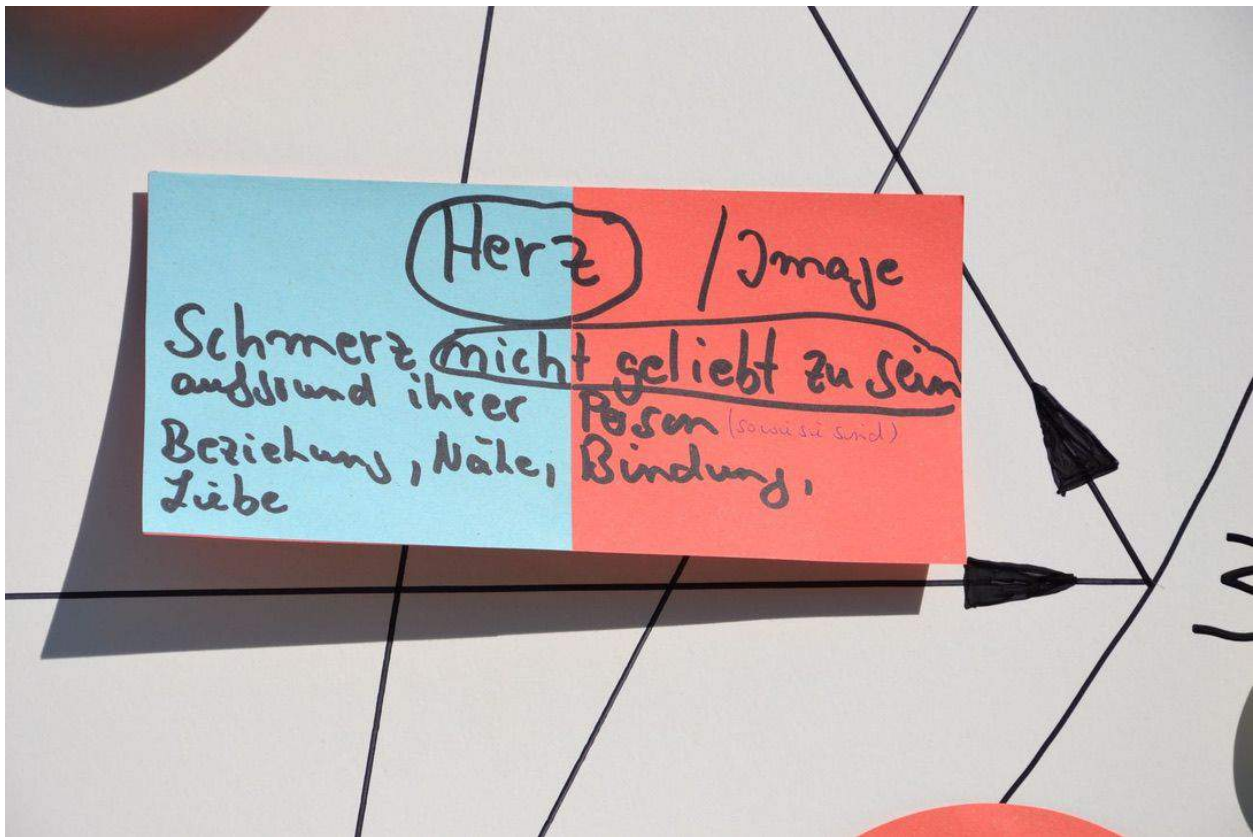 Herz / Image
Schmerz nicht geliebt zu sein
aufgrund ihrer Person (so wie sie sind)
Beziehung, Nähe, Bindung,
Liebe